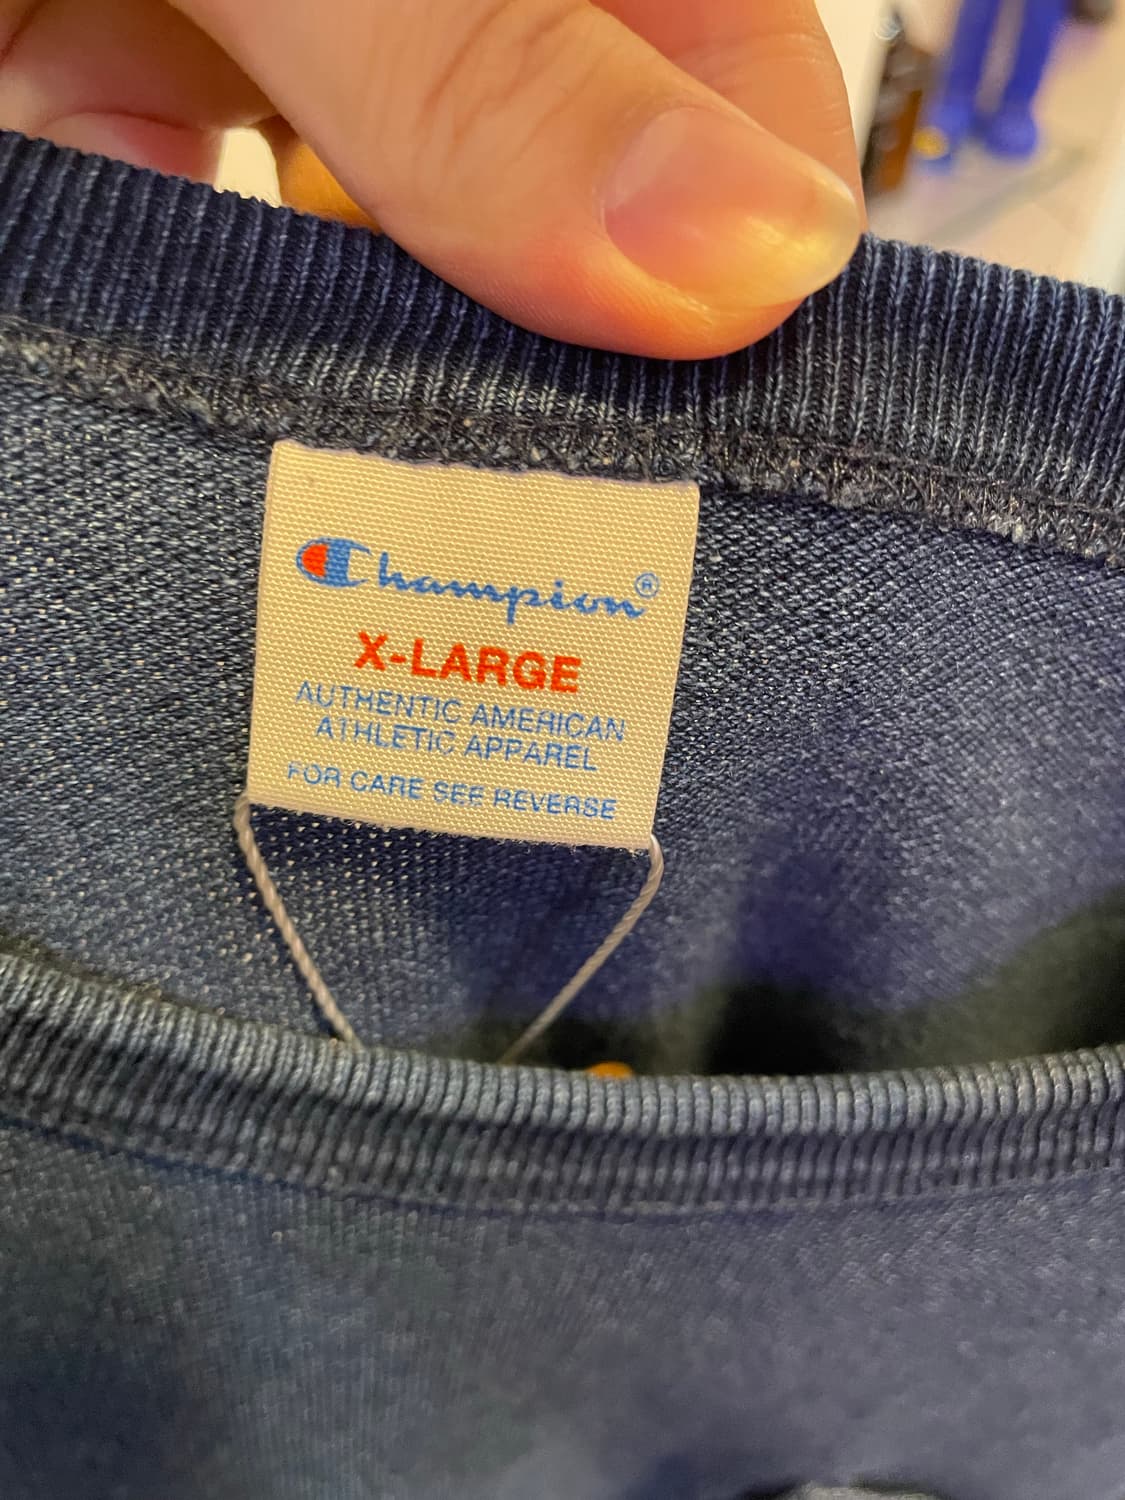 Champion®
X-LARGE
AUTHENTIC AMERICAN
ATHLETIC APPAREL
FOR CARE SEE REVERSE